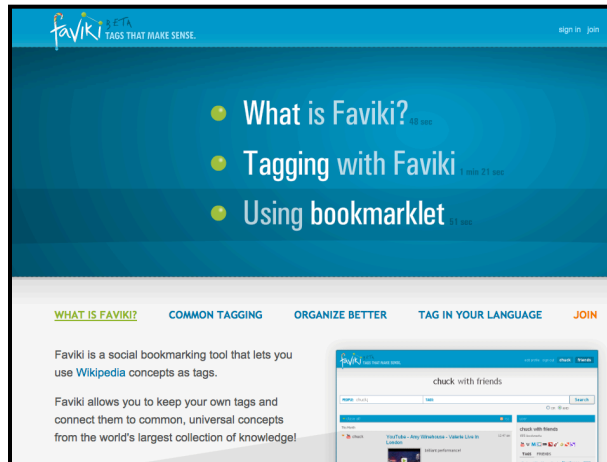 faviki BETA TAGS THAT MAKE SENSE.
sign in join
What is Faviki? 48 sec
Tagging with Faviki 1 min 21 sec
Using bookmarklet 51 sec
WHAT IS FAVIKI? COMMON TAGGING ORGANIZE BETTER TAG IN YOUR LANGUAGE JOIN
Faviki is a social bookmarking tool that lets you
use Wikipedia concepts as tags.
Faviki allows you to keep your own tags and
connect them to common, universal concepts
from the world's largest collection of knowledge!
faviki
chuck friends
chuck with friends
chuck
Search
YouTube - Amy Winehouse - Valerie Live in
London
chuck with friends